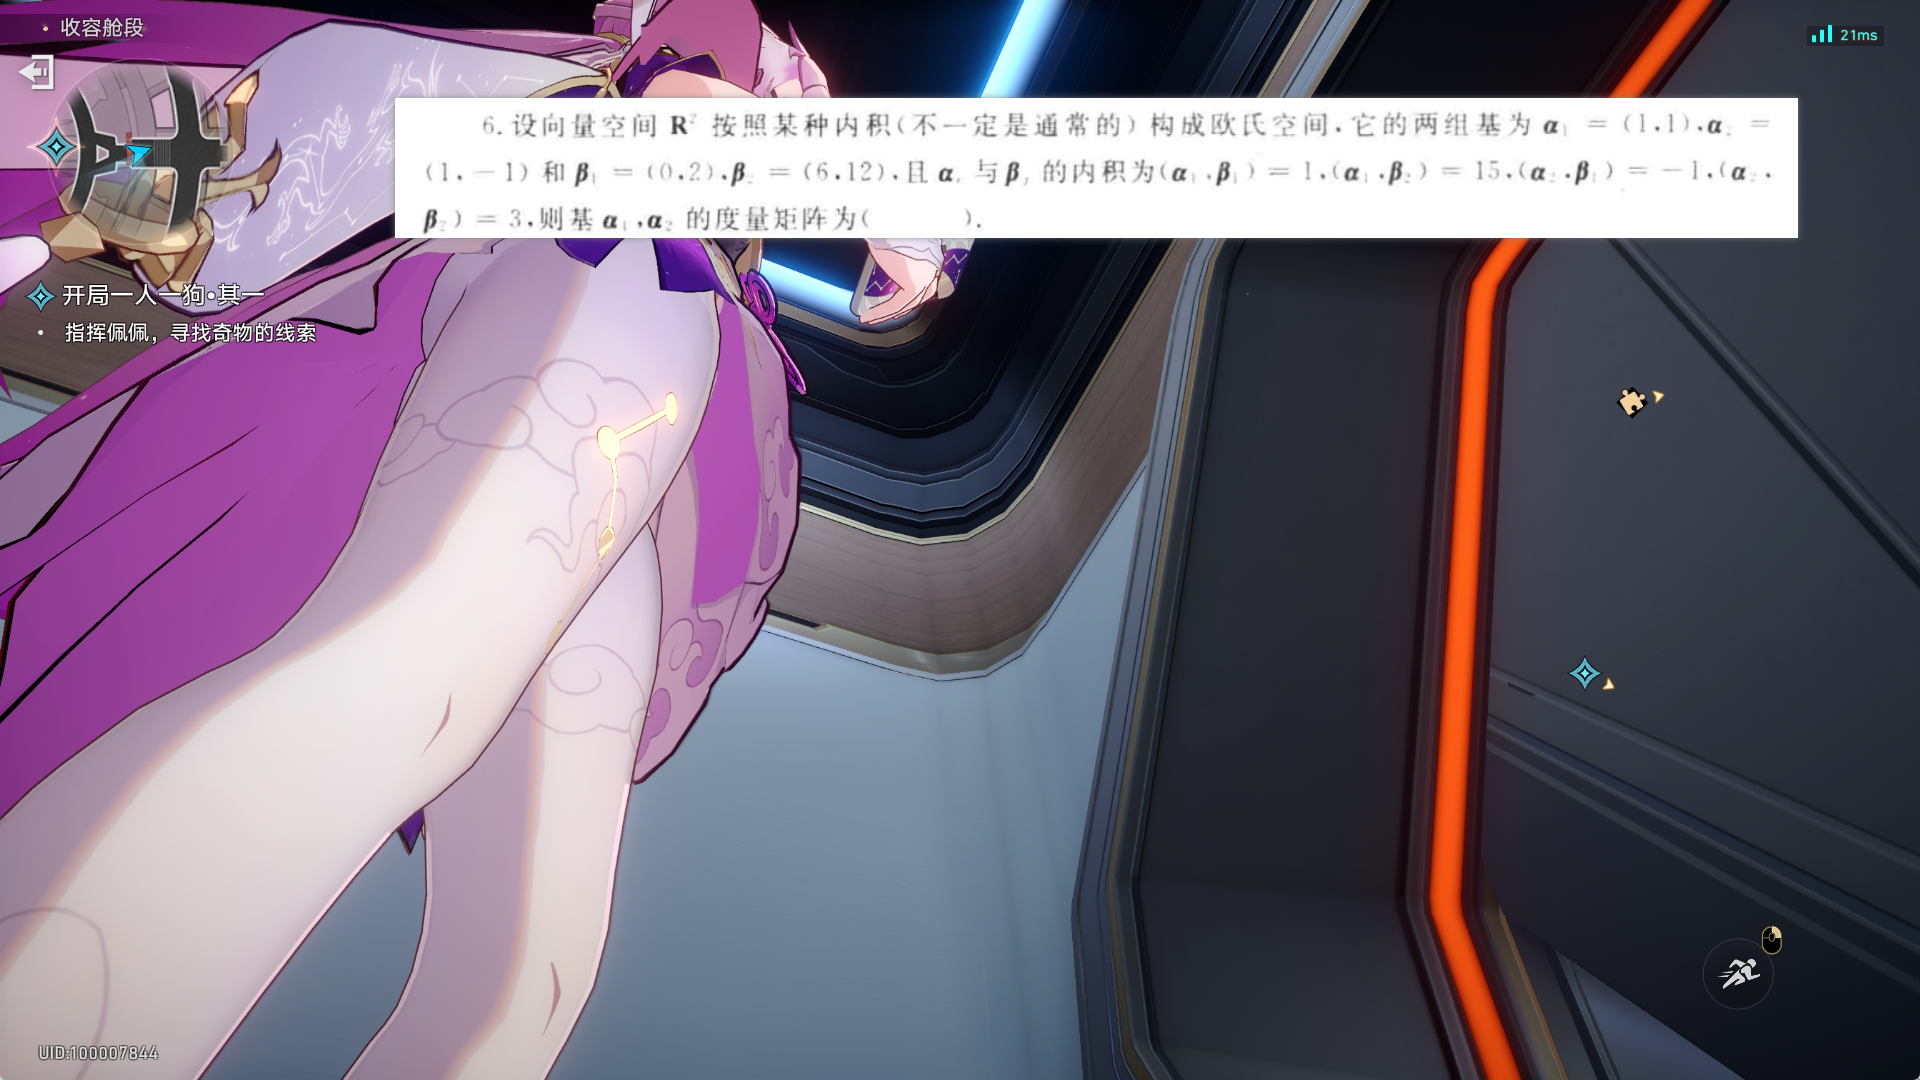 收容舱段
21ms
6. 设向量空间 R² 按照某种内积(不一定是通常的)构成欧氏空间,它的两组基为 α₁ = (1,1),α₂ =
(1,−1) 和 β₁ = (0,2),β₂ = (6,12),且 αᵢ 与 βⱼ 的内积为(α₁,β₁) = 1,(α₁,β₂) = 15,(α₂,β₁) = −1,(α₂,
β₂) = 3,则基 α₁,α₂ 的度量矩阵为( ).
开局一人一狗•其一
• 指挥佩佩,寻找奇物的线索
UID:100007844